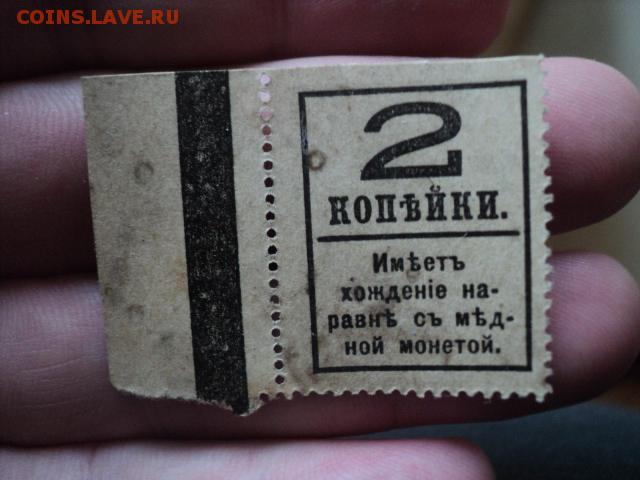 COINS.LAVE.RU
2
КОПѢЙКИ.
Имѣетъ
хожденіе на-
равнѣ съ мѣд-
ной монетой.